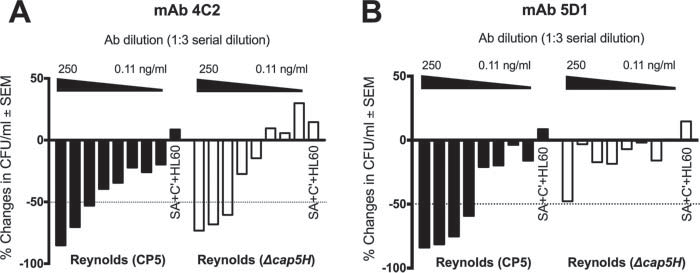 A
mAb 4C2
Ab dilution (1:3 serial dilution)
250
0.11 ng/ml
250
0.11 ng/ml
% Changes in CFU/ml ± SEM
50
0
-50
-100
SA+C'+HL60
SA+C'+HL60
Reynolds (CP5)
Reynolds (Δcap5H)
B
mAb 5D1
Ab dilution (1:3 serial dilution)
250
0.11 ng/ml
250
0.11 ng/ml
% Changes in CFU/ml ± SEM
50
0
-50
-100
SA+C'+HL60
SA+C'+HL60
Reynolds (CP5)
Reynolds (Δcap5H)